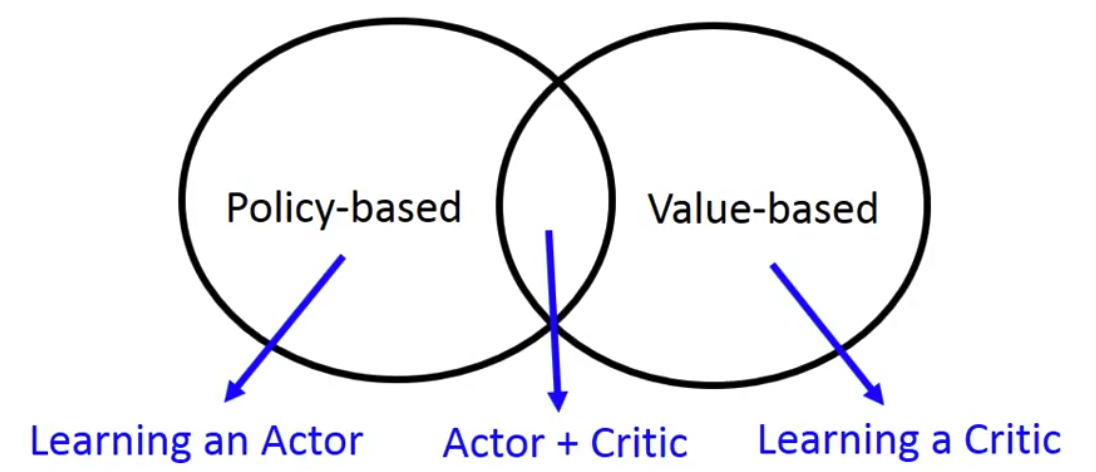 Policy-based
Value-based
Learning an Actor
Actor + Critic
Learning a Critic